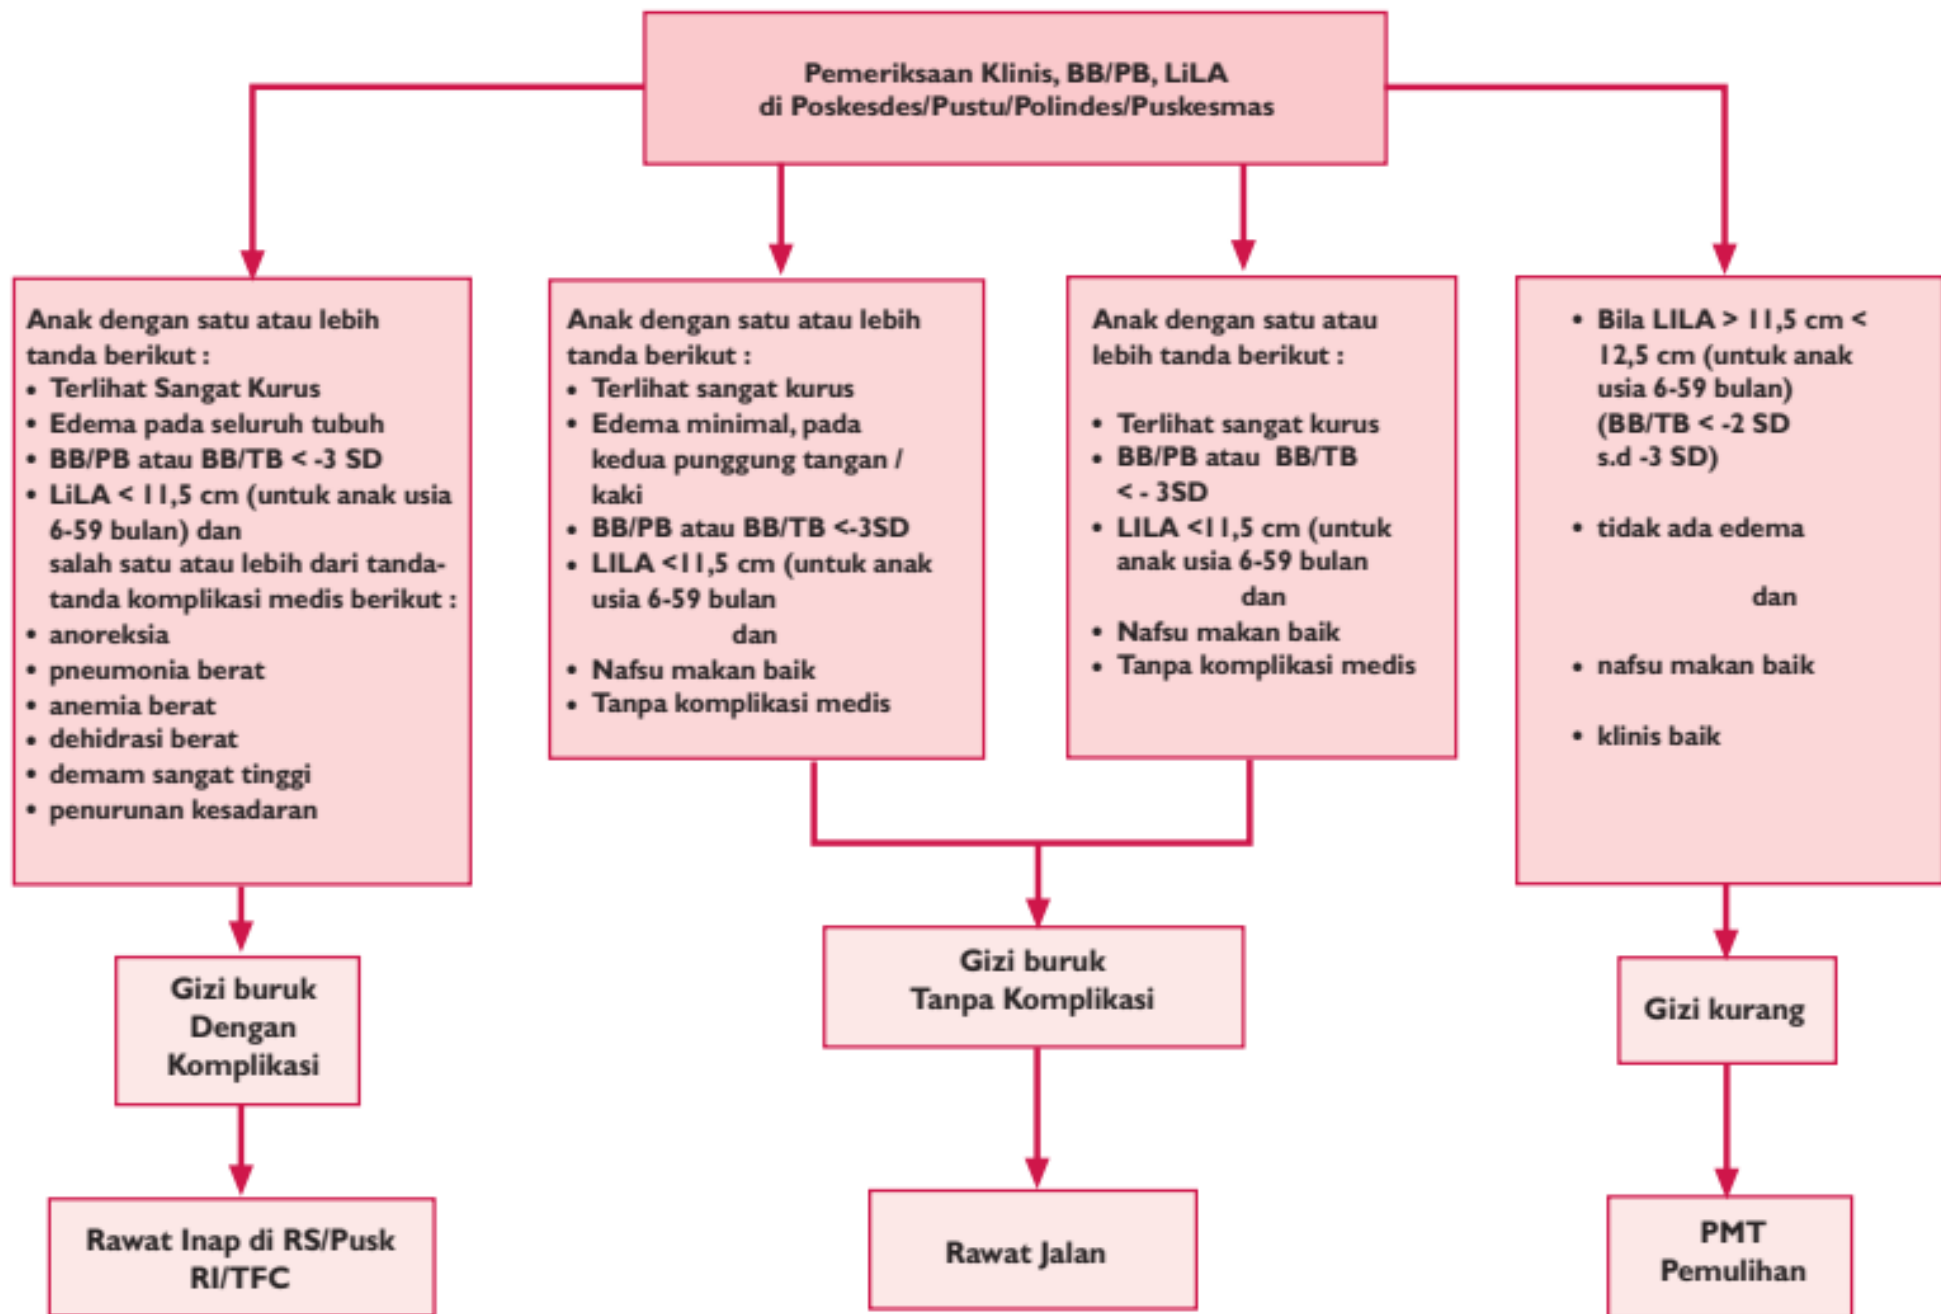 Pemeriksaan Klinis, BB/PB, LiLA
di Poskesdes/Pustu/Polindes/Puskesmas
Anak dengan satu atau lebih
tanda berikut :
• Terlihat Sangat Kurus
• Edema pada seluruh tubuh
• BB/PB atau BB/TB < -3 SD
• LiLA < 11,5 cm (untuk anak usia
6-59 bulan) dan
salah satu atau lebih dari tanda-
tanda komplikasi medis berikut :
• anoreksia
• pneumonia berat
• anemia berat
• dehidrasi berat
• demam sangat tinggi
• penurunan kesadaran
Anak dengan satu atau lebih
tanda berikut :
• Terlihat sangat kurus
• Edema minimal, pada
kedua punggung tangan /
kaki
• BB/PB atau BB/TB <-3SD
• LILA <11,5 cm (untuk anak
usia 6-59 bulan
dan
• Nafsu makan baik
• Tanpa komplikasi medis
Anak dengan satu atau
lebih tanda berikut :
• Terlihat sangat kurus
• BB/PB atau BB/TB
< - 3SD
• LILA <11,5 cm (untuk
anak usia 6-59 bulan
dan
• Nafsu makan baik
• Tanpa komplikasi medis
• Bila LILA > 11,5 cm <
12,5 cm (untuk anak
usia 6-59 bulan)
(BB/TB < -2 SD
s.d -3 SD)
• tidak ada edema
dan
• nafsu makan baik
• klinis baik
Gizi buruk
Dengan
Komplikasi
Gizi buruk
Tanpa Komplikasi
Gizi kurang
Rawat Inap di RS/Pusk
RI/TFC
Rawat Jalan
PMT
Pemulihan